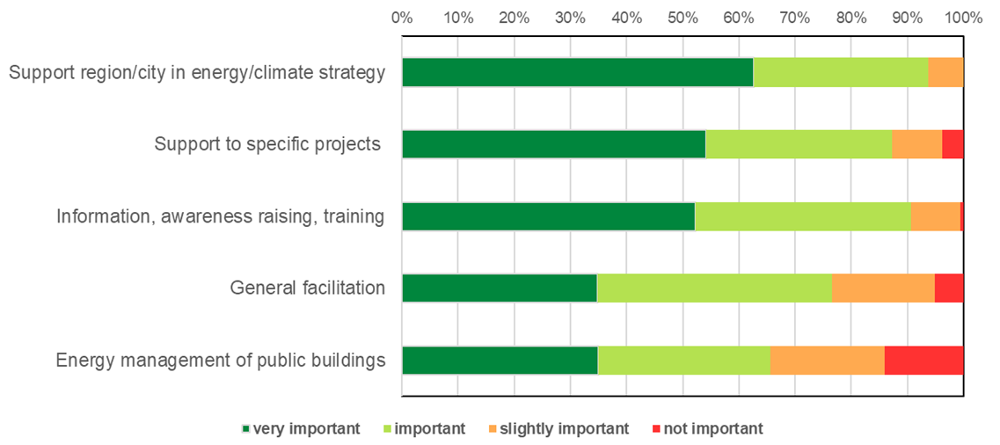 0% 10% 20% 30% 40% 50% 60% 70% 80% 90% 100%
Support region/city in energy/climate strategy
Support to specific projects
Information, awareness raising, training
General facilitation
Energy management of public buildings
very important important slightly important not important